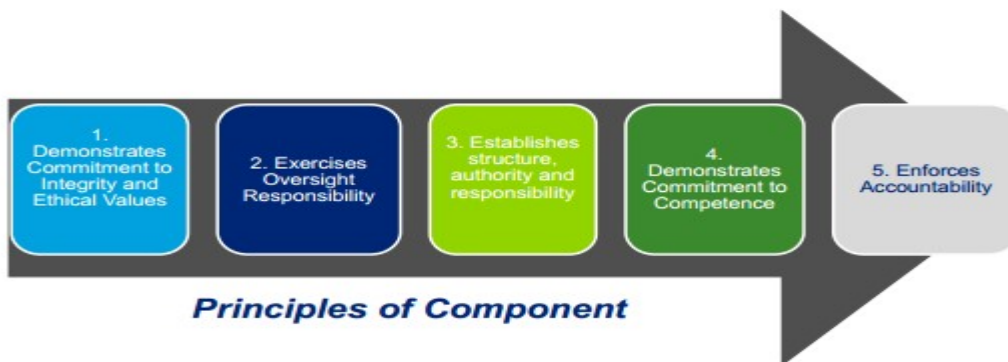 1.
Demonstrates
Commitment to
Integrity and
Ethical Values
2. Exercises
Oversight
Responsibility
3. Establishes
structure,
authority and
responsibility
4.
Demonstrates
Commitment to
Competence
5. Enforces
Accountability
Principles of Component